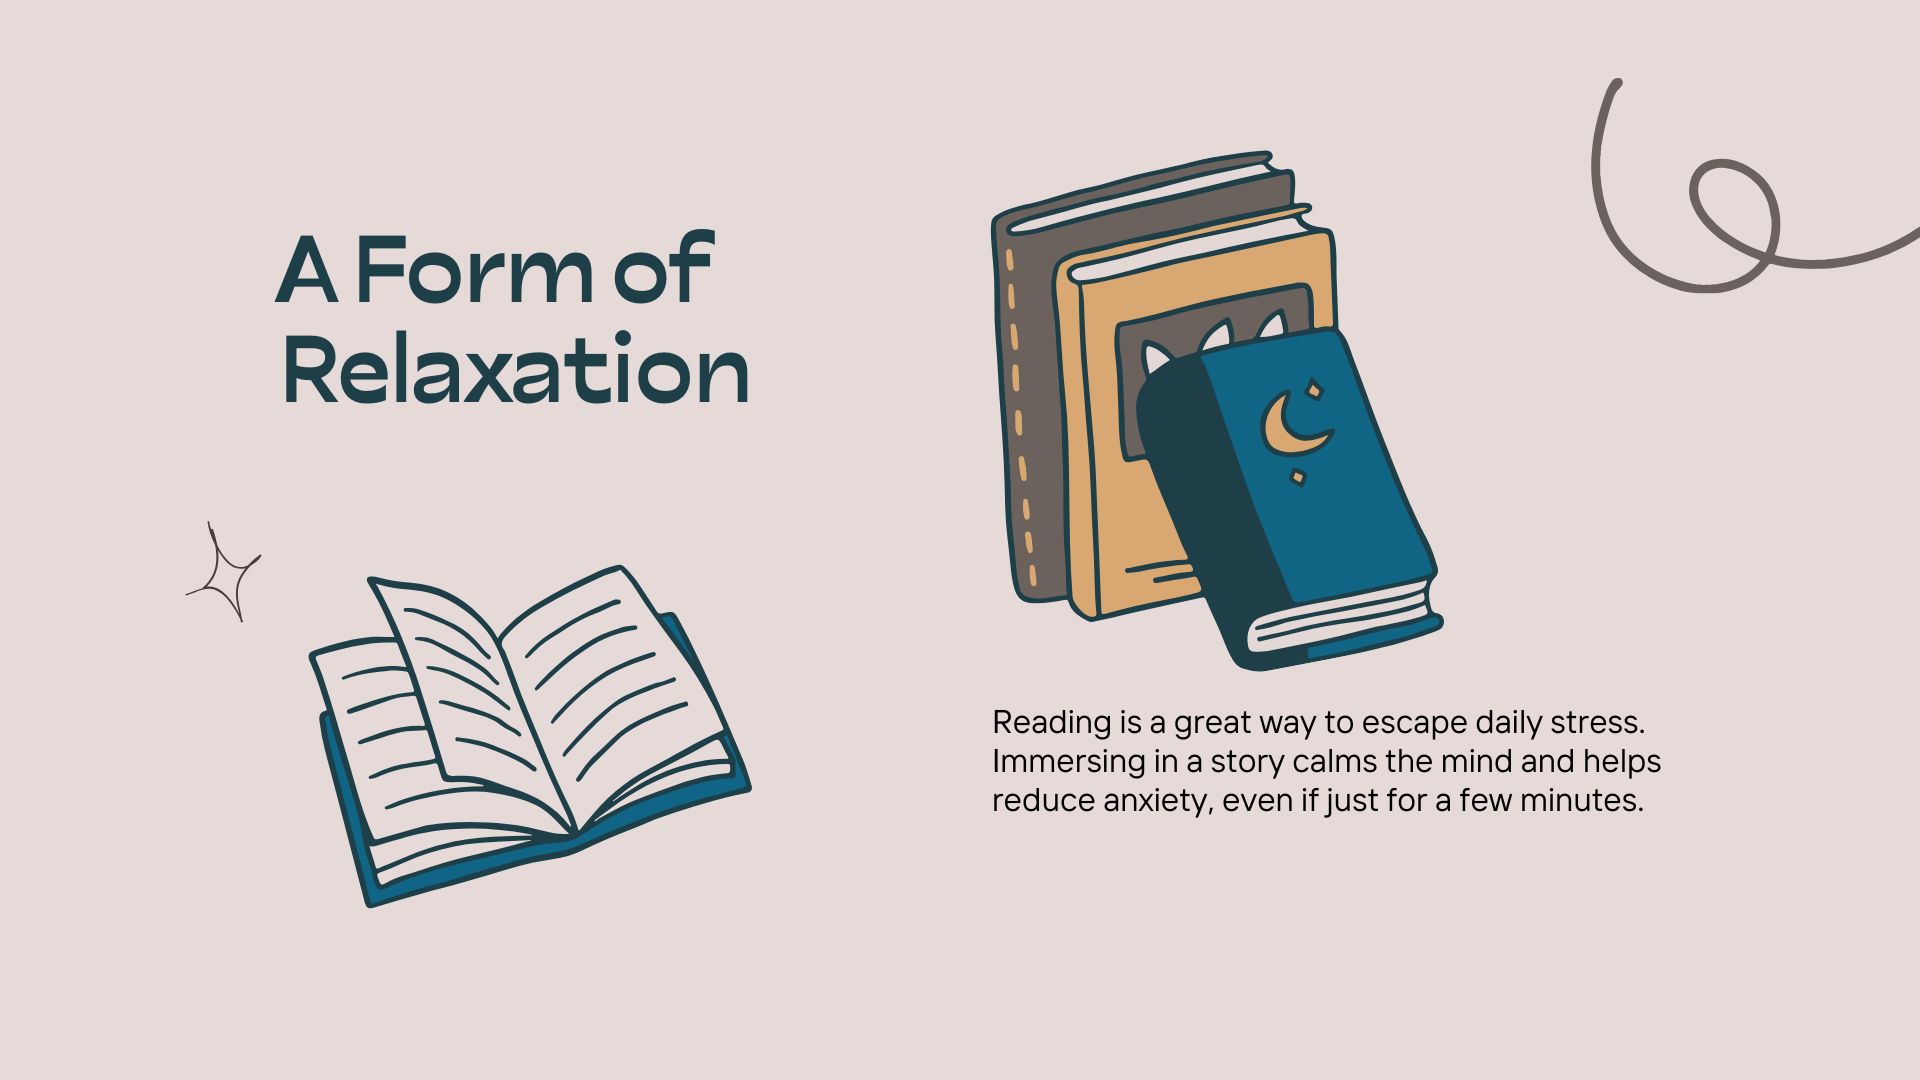 A Form of
Relaxation
Reading is a great way to escape daily stress.
Immersing in a story calms the mind and helps
reduce anxiety, even if just for a few minutes.